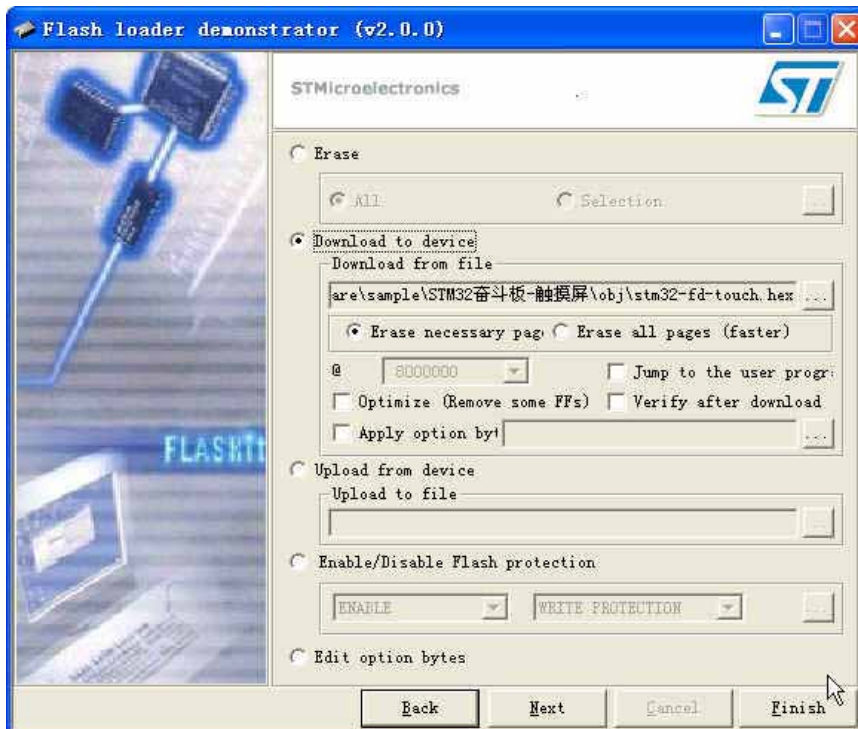 Flash loader demonstrator (v2.0.0)
STMicroelectronics
ST
Erase
All Selection ...
Download to device
Download from file
are\sample\STM32奋斗板-触摸屏\obj\stm32-fd-touch.hex ...
Erase necessary pag Erase all pages (faster)
@ 8000000 Jump to the user progr
Optimize (Remove some FFs) Verify after download
Apply option byt ...
FLASHIt
Upload from device
Upload to file
...
Enable/Disable Flash protection
ENABLE WRITE PROTECTION ...
Edit option bytes
Back Next Cancel Finish